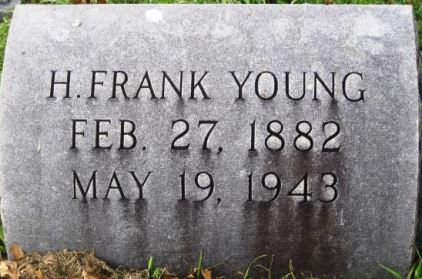 H. FRANK YOUNG
FEB. 27, 1882
MAY 19, 1943